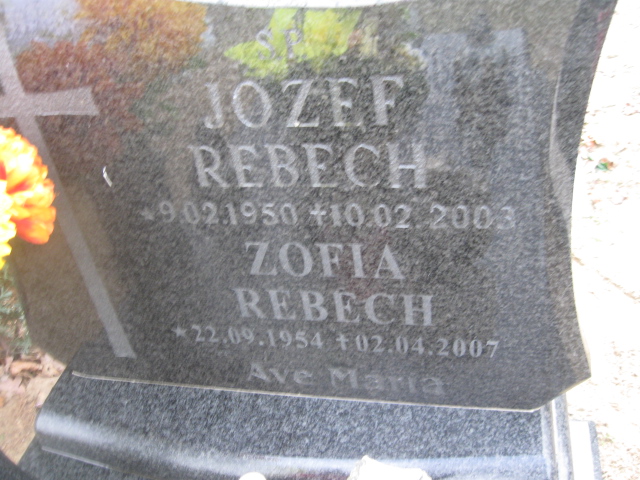 JOZEF
REBECH
*9.02.1950 +10.02.2003
ZOFIA
REBECH
*22.09.1954 +02.04.2007
Ave Maria